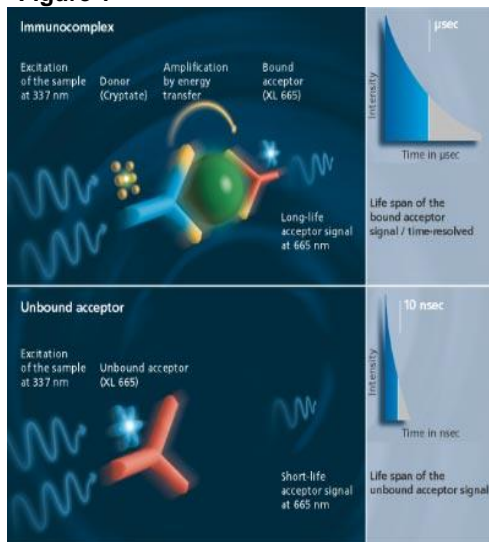 Immunocomplex
Excitation
of the sample
at 337 nm
Donor
(Cryptate)
Amplification
by energy
transfer
Bound
acceptor
(XL 665)
Long-life
acceptor signal
at 665 nm
µsec
Intensity
Time in µsec
Life span of the
bound acceptor
signal / time-resolved
Unbound acceptor
Excitation
of the sample
at 337 nm
Unbound acceptor
(XL 665)
Short-life
acceptor signal
at 665 nm
10 nsec
Intensity
Time in nsec
Life span of the
unbound acceptor signal